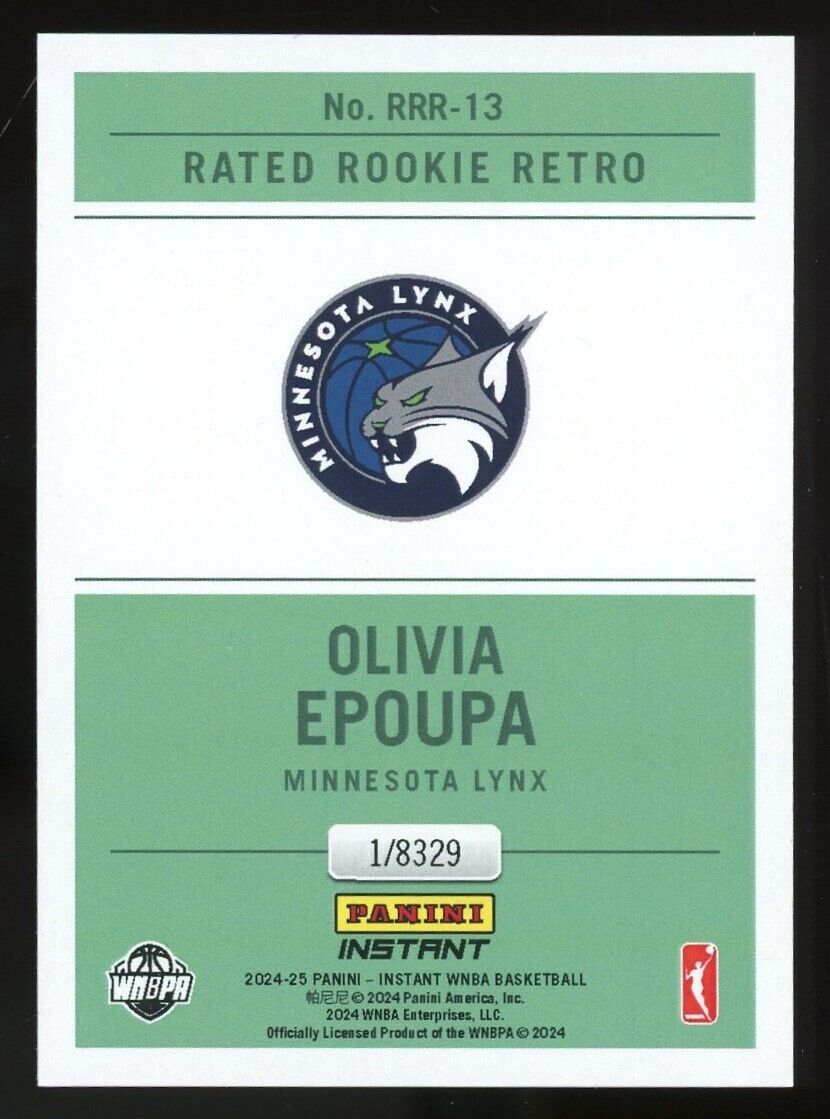 No. RRR-13
RATED ROOKIE RETRO
MINNESOTA LYNX
OLIVIA
EPOUPA
MINNESOTA LYNX
1/8329
PANINI
INSTANT
WNBPA
2024-25 PANINI – INSTANT WNBA BASKETBALL
帕尼尼 © 2024 Panini America, Inc.
2024 WNBA Enterprises, LLC.
Officially Licensed Product of the WNBPA © 2024